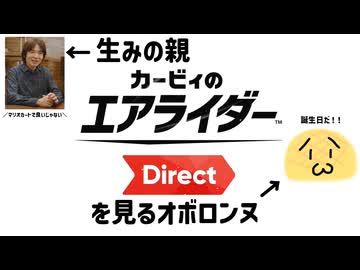 ← 生みの親
カービィの
エアライダー™
／マリオカートで良いじゃない＼
誕生日だ！！
Direct
を見るオボロンヌ